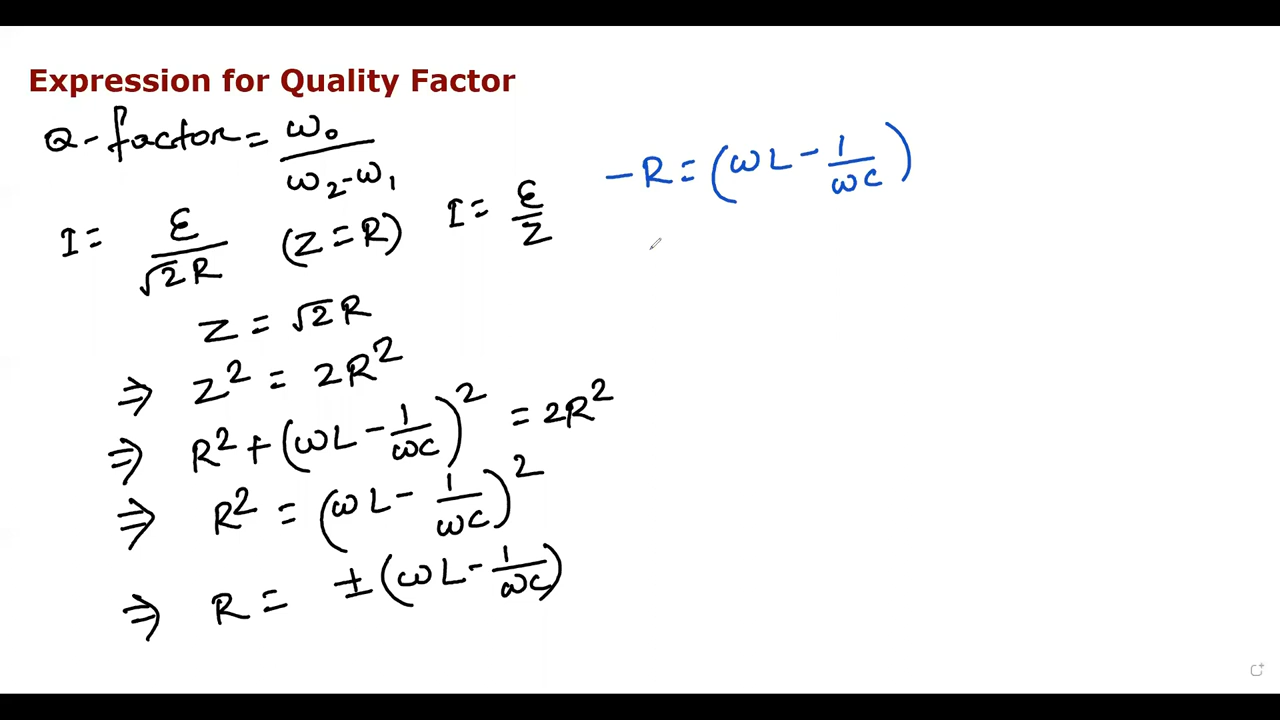 Expression for Quality Factor
Q-factor = ω₀/(ω₂-ω₁)
I = ε/(√2R) (Z=R) I = ε/Z
Z = √2R
⇒ Z² = 2R²
⇒ R²+(ωL-1/ωC)² = 2R²
⇒ R² = (ωL-1/ωC)²
⇒ R = ±(ωL-1/ωC)
-R = (ωL-1/ωC)